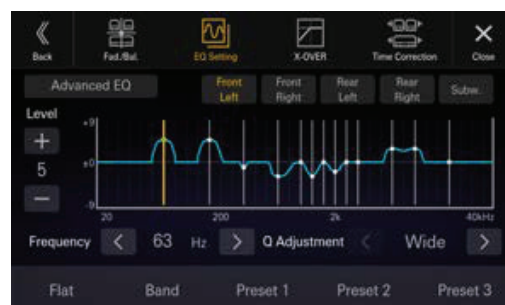 Back
Fad./Bal.
EQ Setting
X-OVER
Time Correction
Close
Advanced EQ
Front Left
Front Right
Rear Left
Rear Right
Subw.
Level
+9
+
±0
5
−
-9
20
200
2k
40kHz
Frequency
63
Hz
Q Adjustment
Wide
Flat
Band
Preset 1
Preset 2
Preset 3